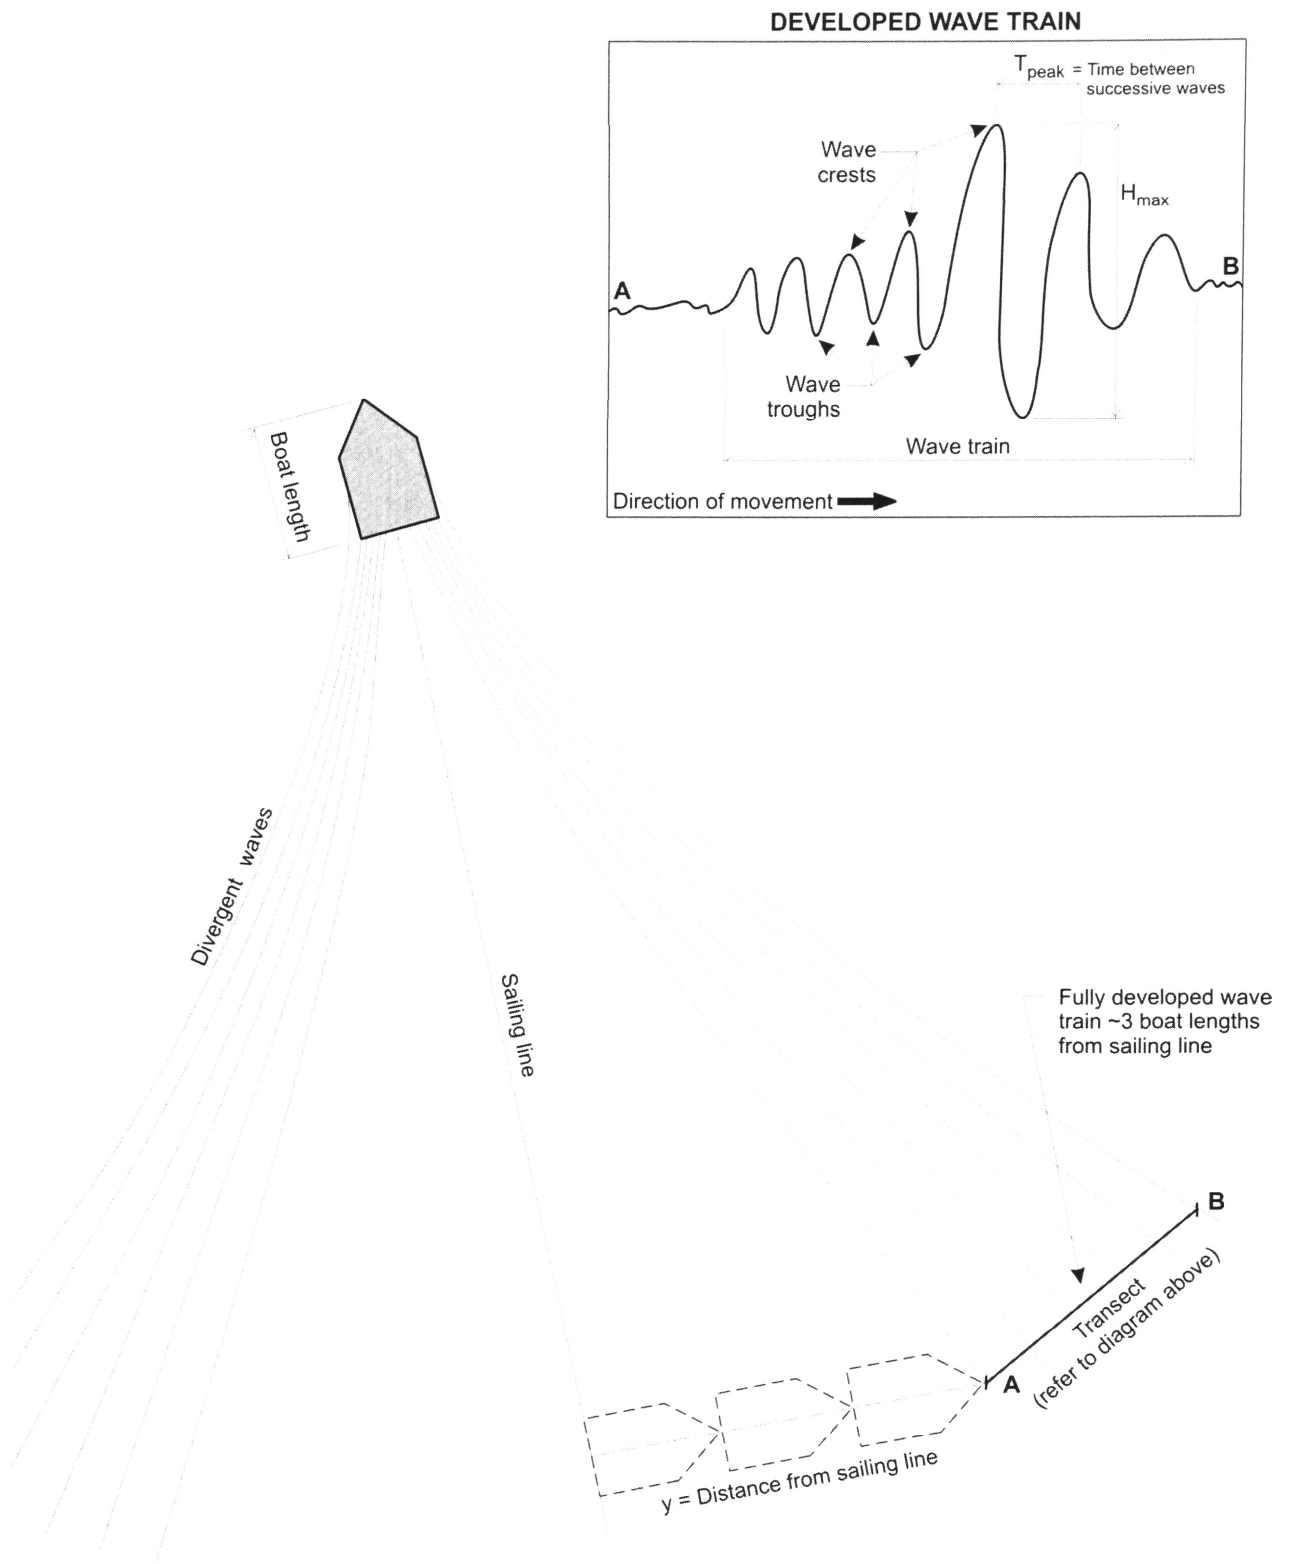 DEVELOPED WAVE TRAIN
Tpeak = Time between
successive waves
Wave
crests
Hmax
A
B
Wave
troughs
Wave train
Direction of movement
Boat length
Divergent waves
Sailing line
Fully developed wave
train ~3 boat lengths
from sailing line
B
Transect
(refer to diagram above)
A
y = Distance from sailing line